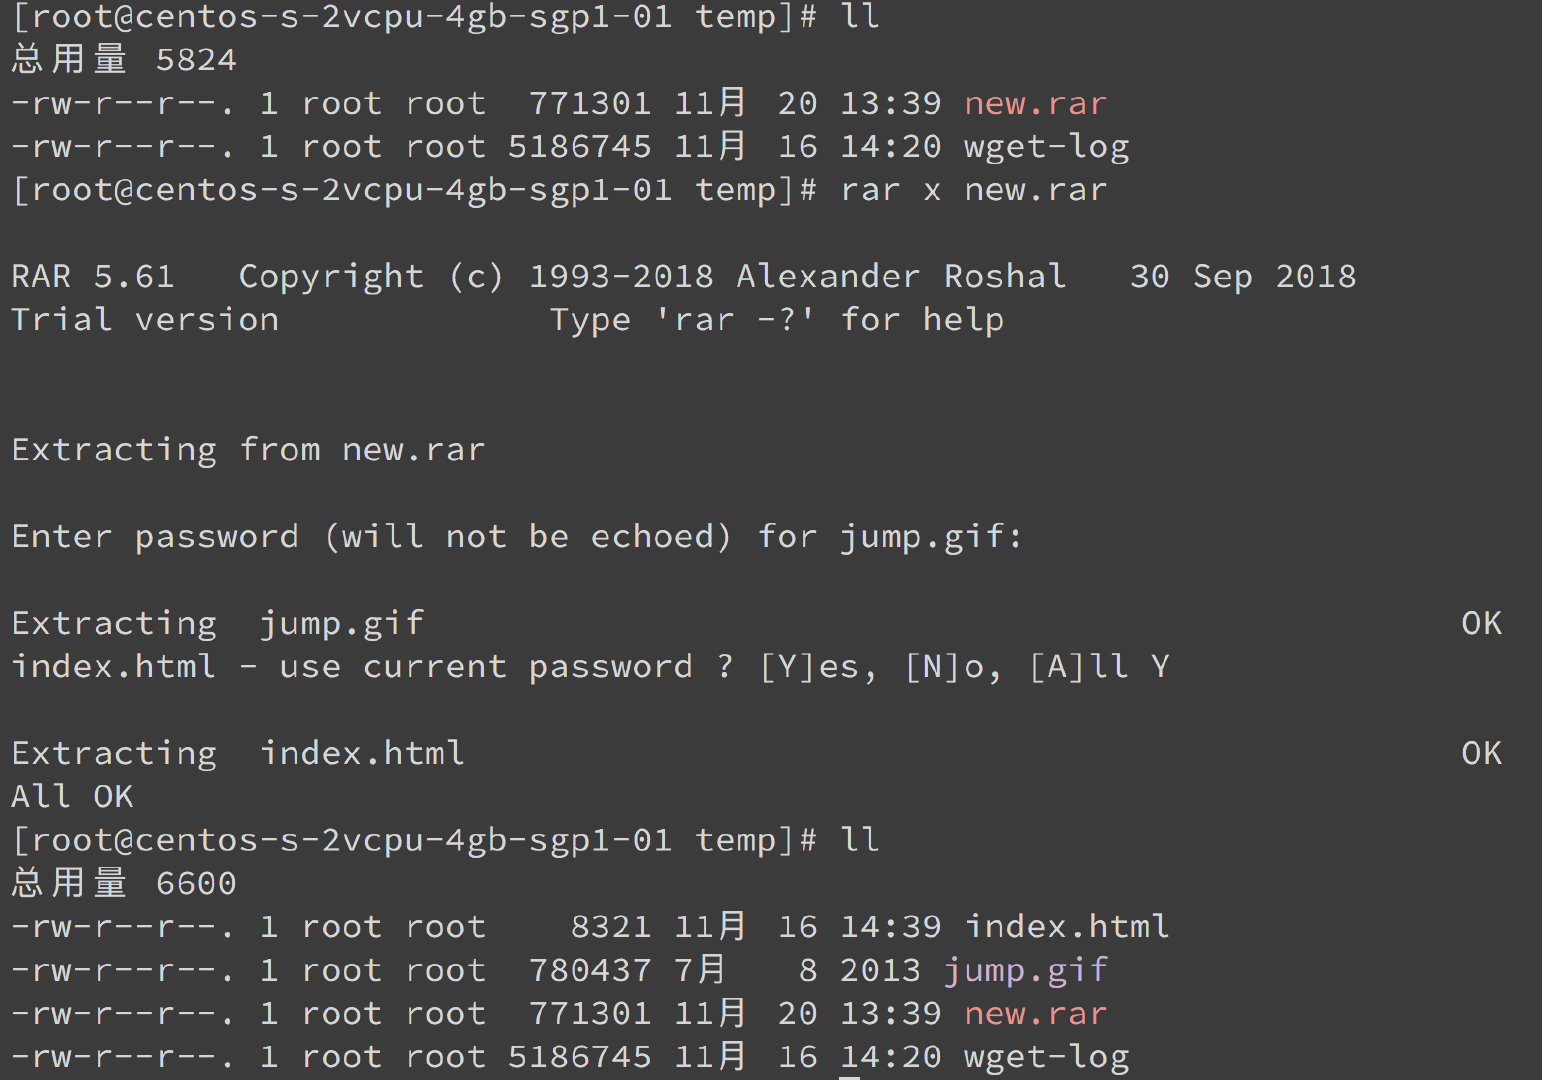 [root@centos-s-2vcpu-4gb-sgp1-01 temp]# ll
总用量 5824
-rw-r--r--. 1 root root  771301 11月  20 13:39 new.rar
-rw-r--r--. 1 root root 5186745 11月  16 14:20 wget-log
[root@centos-s-2vcpu-4gb-sgp1-01 temp]# rar x new.rar
RAR 5.61   Copyright (c) 1993-2018 Alexander Roshal   30 Sep 2018
Trial version             Type 'rar -?' for help
Extracting from new.rar
Enter password (will not be echoed) for jump.gif:
Extracting  jump.gif                                                  OK
index.html - use current password ? [Y]es, [N]o, [A]ll Y
Extracting  index.html                                                OK
All OK
[root@centos-s-2vcpu-4gb-sgp1-01 temp]# ll
总用量 6600
-rw-r--r--. 1 root root    8321 11月  16 14:39 index.html
-rw-r--r--. 1 root root  780437 7月    8 2013 jump.gif
-rw-r--r--. 1 root root  771301 11月  20 13:39 new.rar
-rw-r--r--. 1 root root 5186745 11月  16 14:20 wget-log